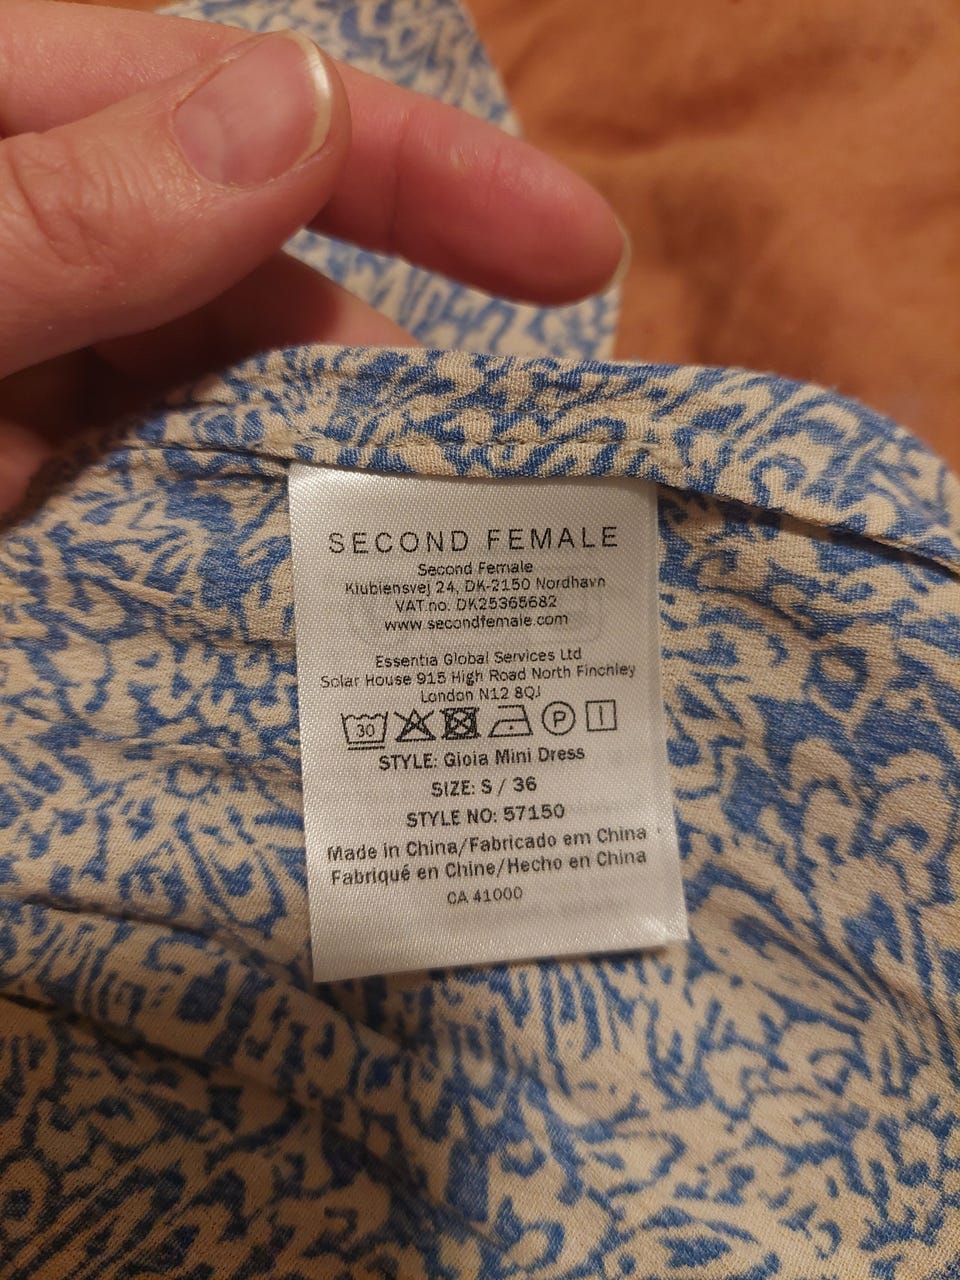 SECOND FEMALE
Second Female
Klubiensvej 24, DK-2150 Nordhavn
VAT.no. DK25365682
www.secondfemale.com
Essentia Global Services Ltd
Solar House 915 High Road North Finchley
London N12 8QJ
30 P
STYLE: Gioia Mini Dress
SIZE: S / 36
STYLE NO: 57150
Made in China/Fabricado em China
Fabriqué en Chine/Hecho en China
CA 41000